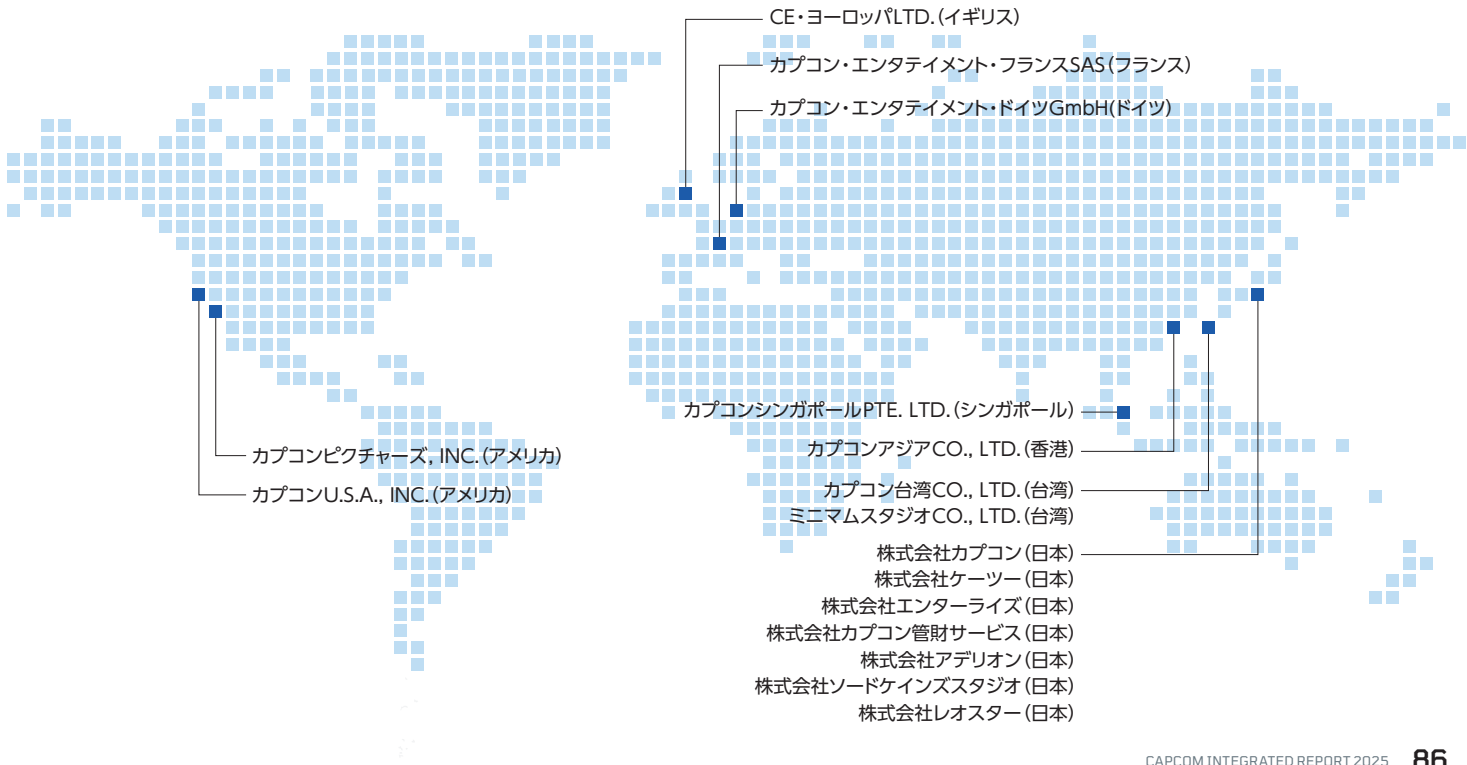 CE・ヨーロッパLTD.(イギリス)
カプコン・エンタテイメント・フランスSAS(フランス)
カプコン・エンタテイメント・ドイツGmbH(ドイツ)
カプコンピクチャーズ, INC.(アメリカ)
カプコンU.S.A., INC.(アメリカ)
カプコンシンガポールPTE. LTD.(シンガポール)
カプコンアジアCO., LTD.(香港)
カプコン台湾CO., LTD.(台湾)
ミニマムスタジオCO., LTD.(台湾)
株式会社カプコン(日本)
株式会社ケーツー(日本)
株式会社エンターライズ(日本)
株式会社カプコン管財サービス(日本)
株式会社アデリオン(日本)
株式会社ソードケインズスタジオ(日本)
株式会社レオスター(日本)
CAPCOM INTEGRATED REPORT 2025 86